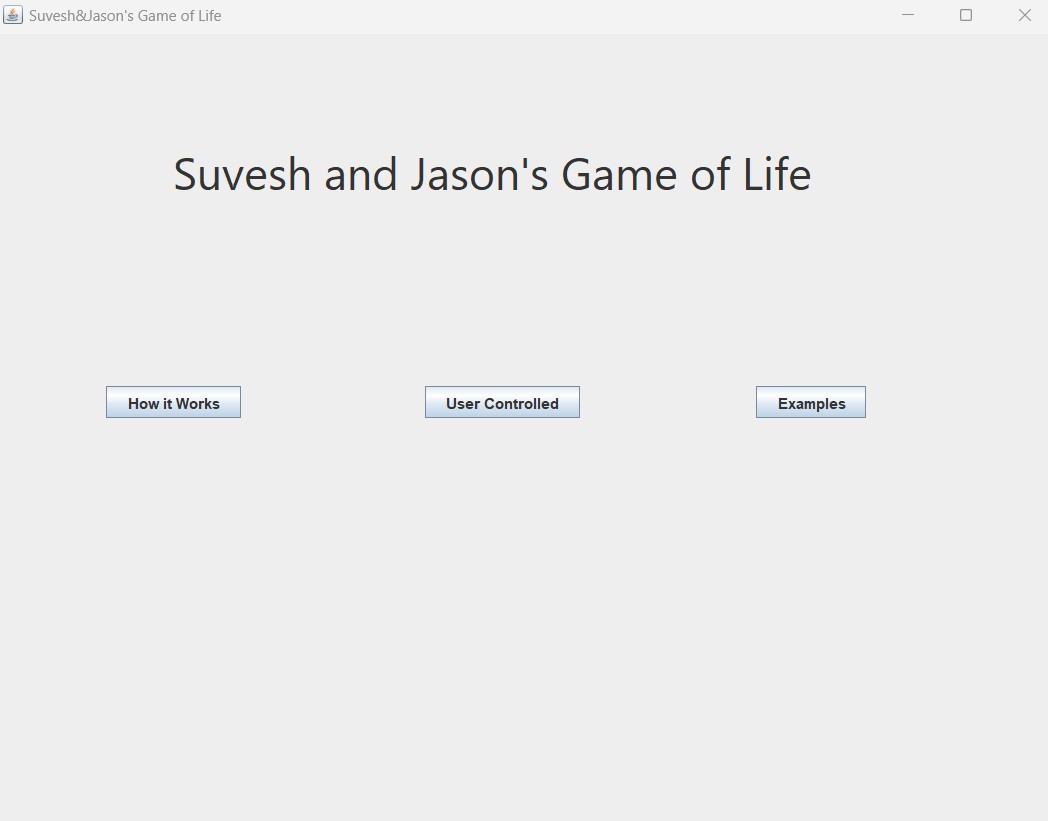 Suvesh&Jason's Game of Life
Suvesh and Jason's Game of Life
How it Works
User Controlled
Examples